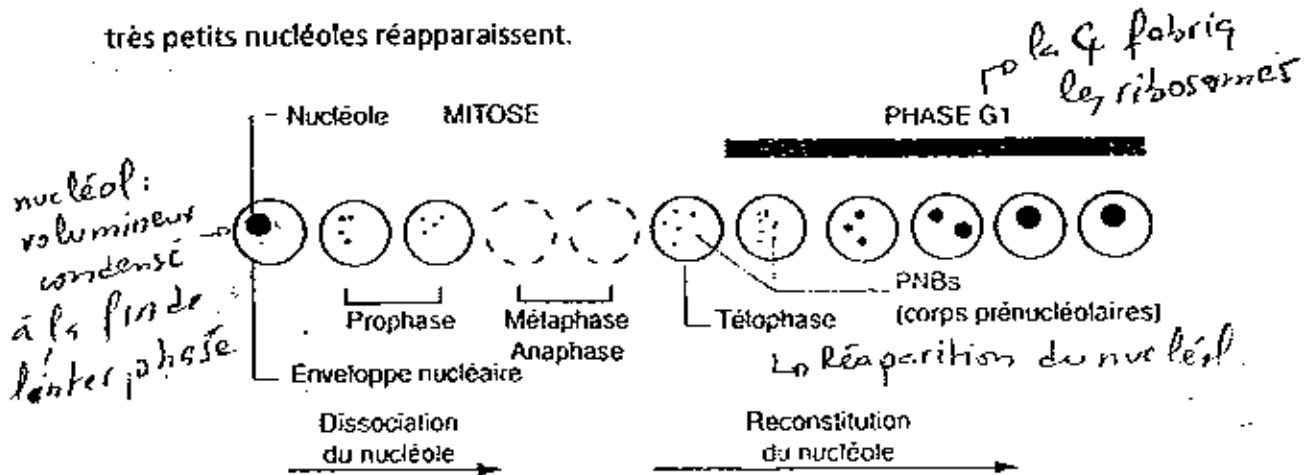 très petits nucléoles réapparaissent.
la C4 fabriq
les ribosomes
Nucléole MITOSE PHASE G1
nucléol:
volumineux
condensé
à la fin de
l'interphase
PNBs
(corps prénucléolaires)
Prophase Métaphase Télophase
Anaphase
Réaparition du nucléol.
Enveloppe nucléaire
Dissociation Reconstitution
du nucléole du nucléole